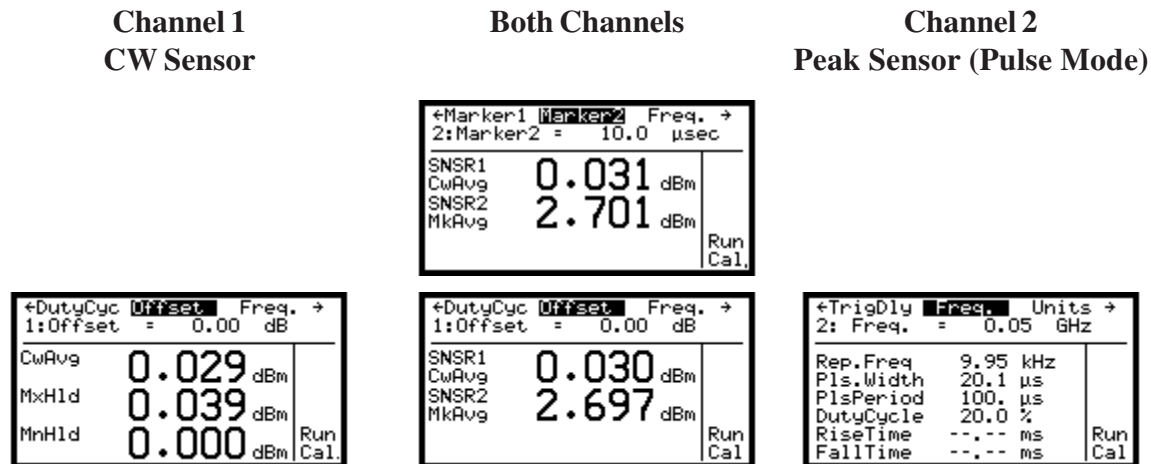 Channel 1
CW Sensor
Both Channels
Channel 2
Peak Sensor (Pulse Mode)
←Marker1 Marker2 Freq. →
2:Marker2 = 10.0 µsec
SNSR1
CwAvg 0.031 dBm
SNSR2
MkAvg 2.701 dBm
Run
Cal.
←DutyCyc Offset Freq. →
1:Offset = 0.00 dB
CwAvg 0.029 dBm
MxHld 0.039 dBm
MnHld 0.000 dBm
Run
Cal.
←DutyCyc Offset Freq. →
1:Offset = 0.00 dB
SNSR1
CwAvg 0.030 dBm
SNSR2
MkAvg 2.697 dBm
Run
Cal
←TrigDly Freq. Units →
2: Freq. = 0.05 GHz
Rep.Freq 9.95 kHz
Pls.Width 20.1 µs
PlsPeriod 100. µs
DutyCycle 20.0 %
RiseTime --.-- ms
FallTime --.-- ms
Run
Cal